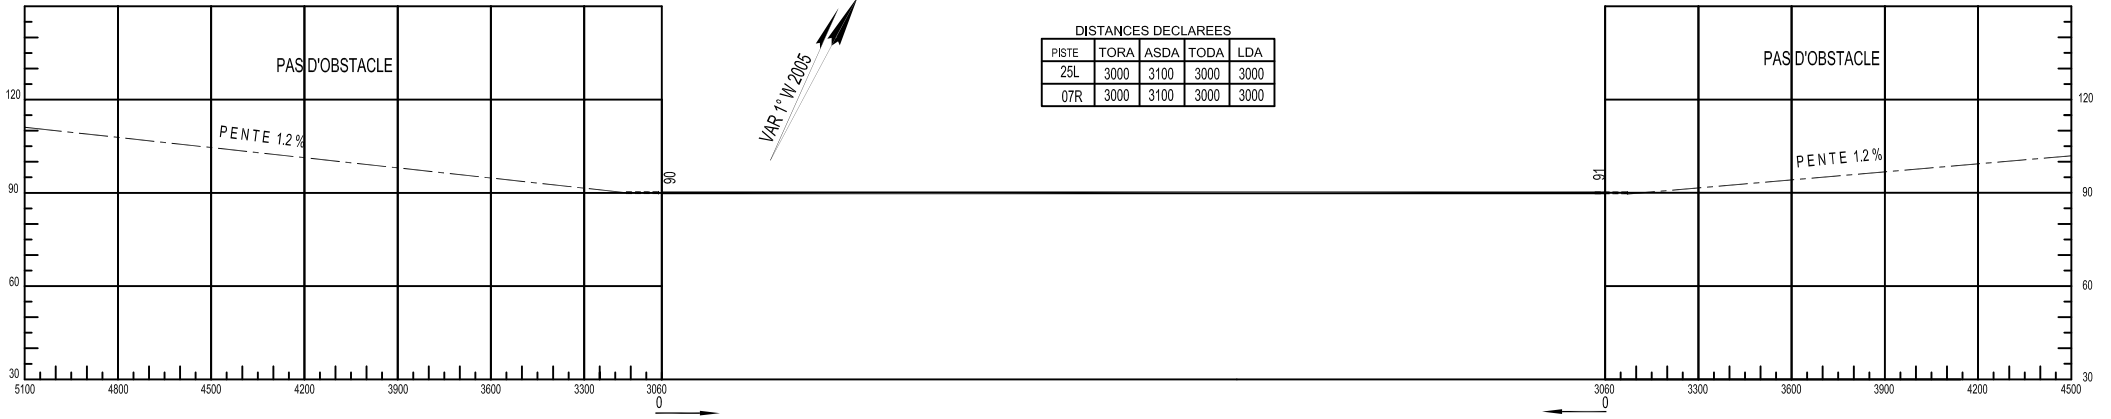 DISTANCES DECLAREES
PISTE TORA ASDA TODA LDA
25L 3000 3100 3000 3000
07R 3000 3100 3000 3000
PAS D'OBSTACLE
PAS D'OBSTACLE
VAR 1° W 2005
PENTE 1.2 %
PENTE 1.2 %
120
90
60
30
90
91
120
90
60
30
5100 4800 4500 4200 3900 3600 3300 3060
0
3060 3300 3600 3900 4200 4500
0